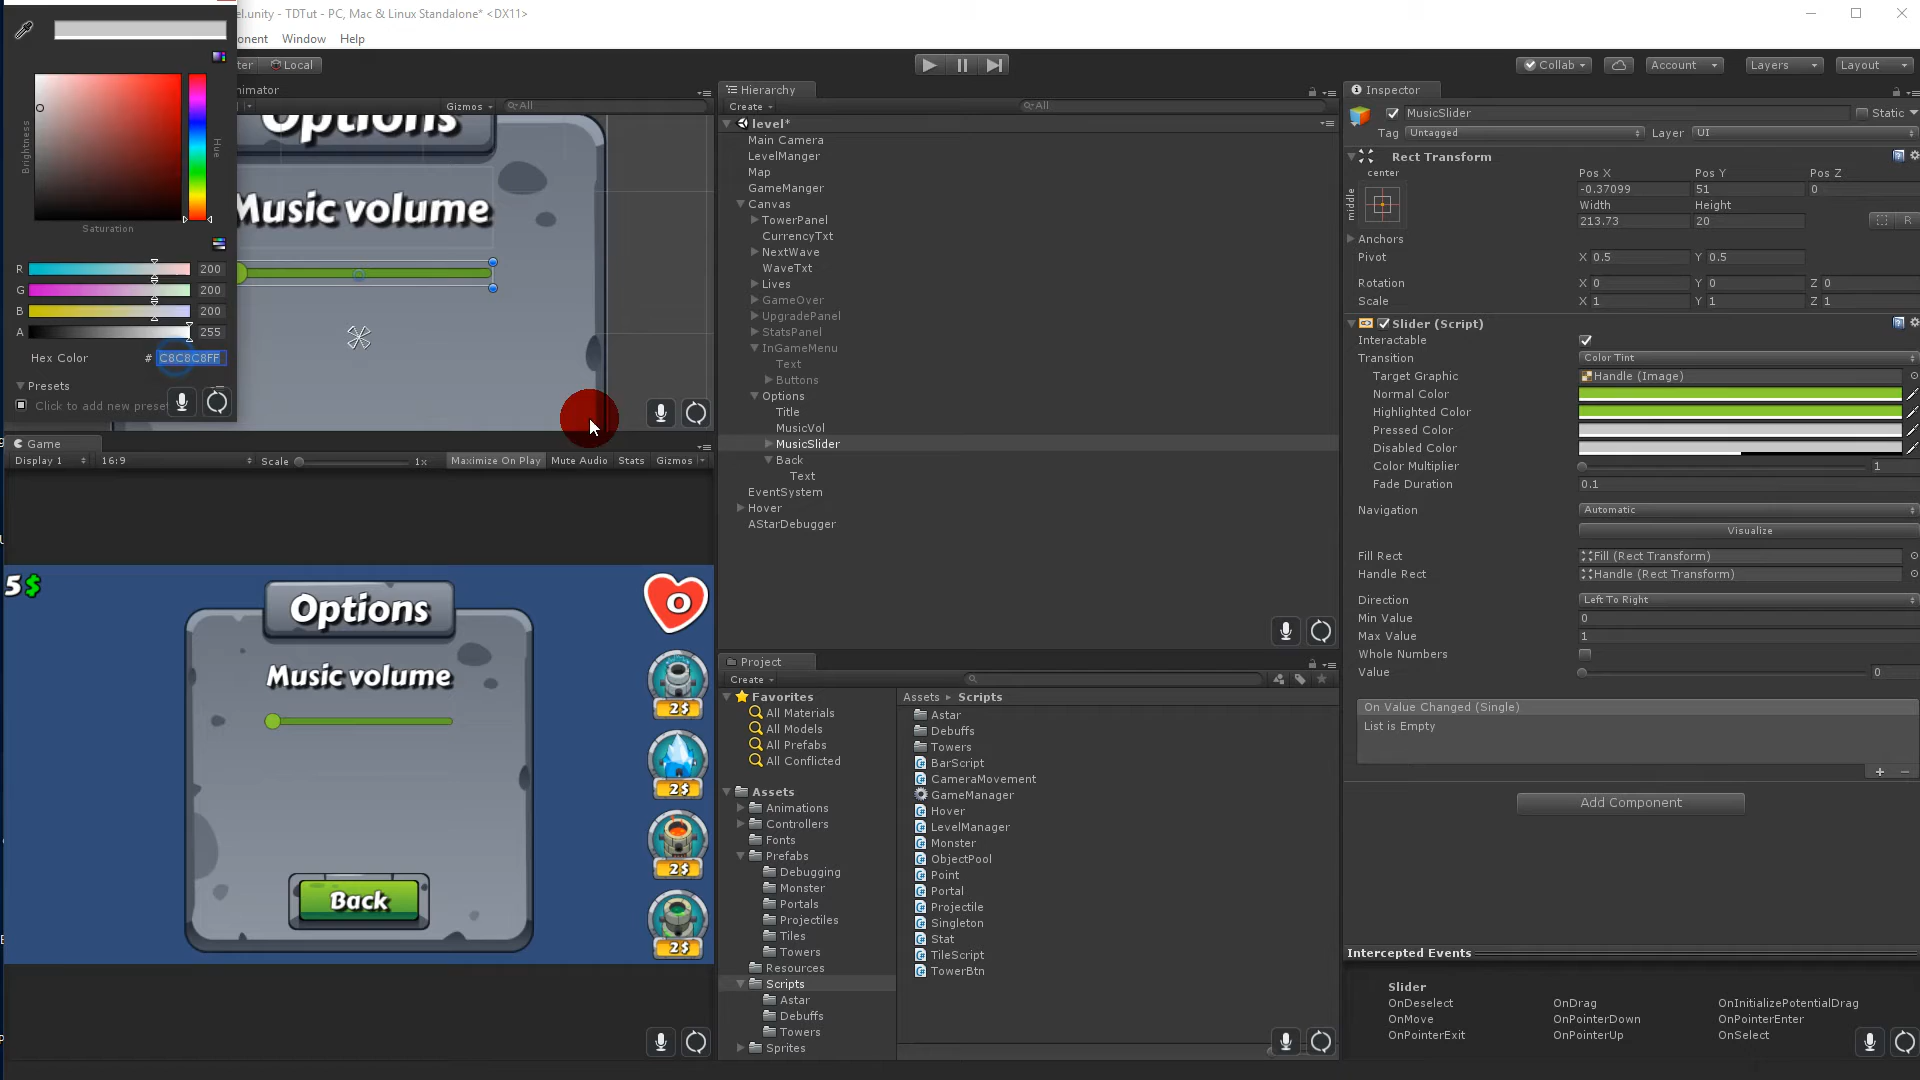 el.unity - TDTut - PC, Mac & Linux Standalone* <DX11>
onent Window Help
ter Local
Collab Account Layers Layout
nimator
Gizmos All
Options
Music volume
Brightness
Hue
Saturation
R 200
G 200
B 200
A 255
Hex Color # C8C8C8FF
Presets
Click to add new prese
Game
Display 1 16:9 Scale 1x Maximize On Play Mute Audio Stats Gizmos
5$
Options
0
Music volume
2$
2$
2$
2$
Back
Hierarchy
Create All
level*
Main Camera
LevelManger
Map
GameManger
Canvas
TowerPanel
CurrencyTxt
NextWave
WaveTxt
Lives
GameOver
UpgradePanel
StatsPanel
InGameMenu
Text
Buttons
Options
Title
MusicVol
MusicSlider
Back
Text
EventSystem
Hover
AStarDebugger
Project
Create
Favorites
All Materials
All Models
All Prefabs
All Conflicted
Assets
Animations
Controllers
Fonts
Prefabs
Debugging
Monster
Portals
Projectiles
Tiles
Towers
Resources
Scripts
Astar
Debuffs
Towers
Sprites
Assets Scripts
Astar
Debuffs
Towers
BarScript
CameraMovement
GameManager
Hover
LevelManager
Monster
ObjectPool
Point
Portal
Projectile
Singleton
Stat
TileScript
TowerBtn
Inspector
MusicSlider Static
Tag Untagged Layer UI
Rect Transform
center
middle
Pos X Pos Y Pos Z
-0.37099 51 0
Width Height
213.73 20
R
Anchors
Pivot X 0.5 Y 0.5
Rotation X 0 Y 0 Z 0
Scale X 1 Y 1 Z 1
Slider (Script)
Interactable
Transition Color Tint
Target Graphic Handle (Image)
Normal Color
Highlighted Color
Pressed Color
Disabled Color
Color Multiplier 1
Fade Duration 0.1
Navigation Automatic
Visualize
Fill Rect Fill (Rect Transform)
Handle Rect Handle (Rect Transform)
Direction Left To Right
Min Value 0
Max Value 1
Whole Numbers
Value 0
On Value Changed (Single)
List is Empty
Add Component
Intercepted Events
Slider
OnDeselect OnDrag OnInitializePotentialDrag
OnMove OnPointerDown OnPointerEnter
OnPointerExit OnPointerUp OnSelect